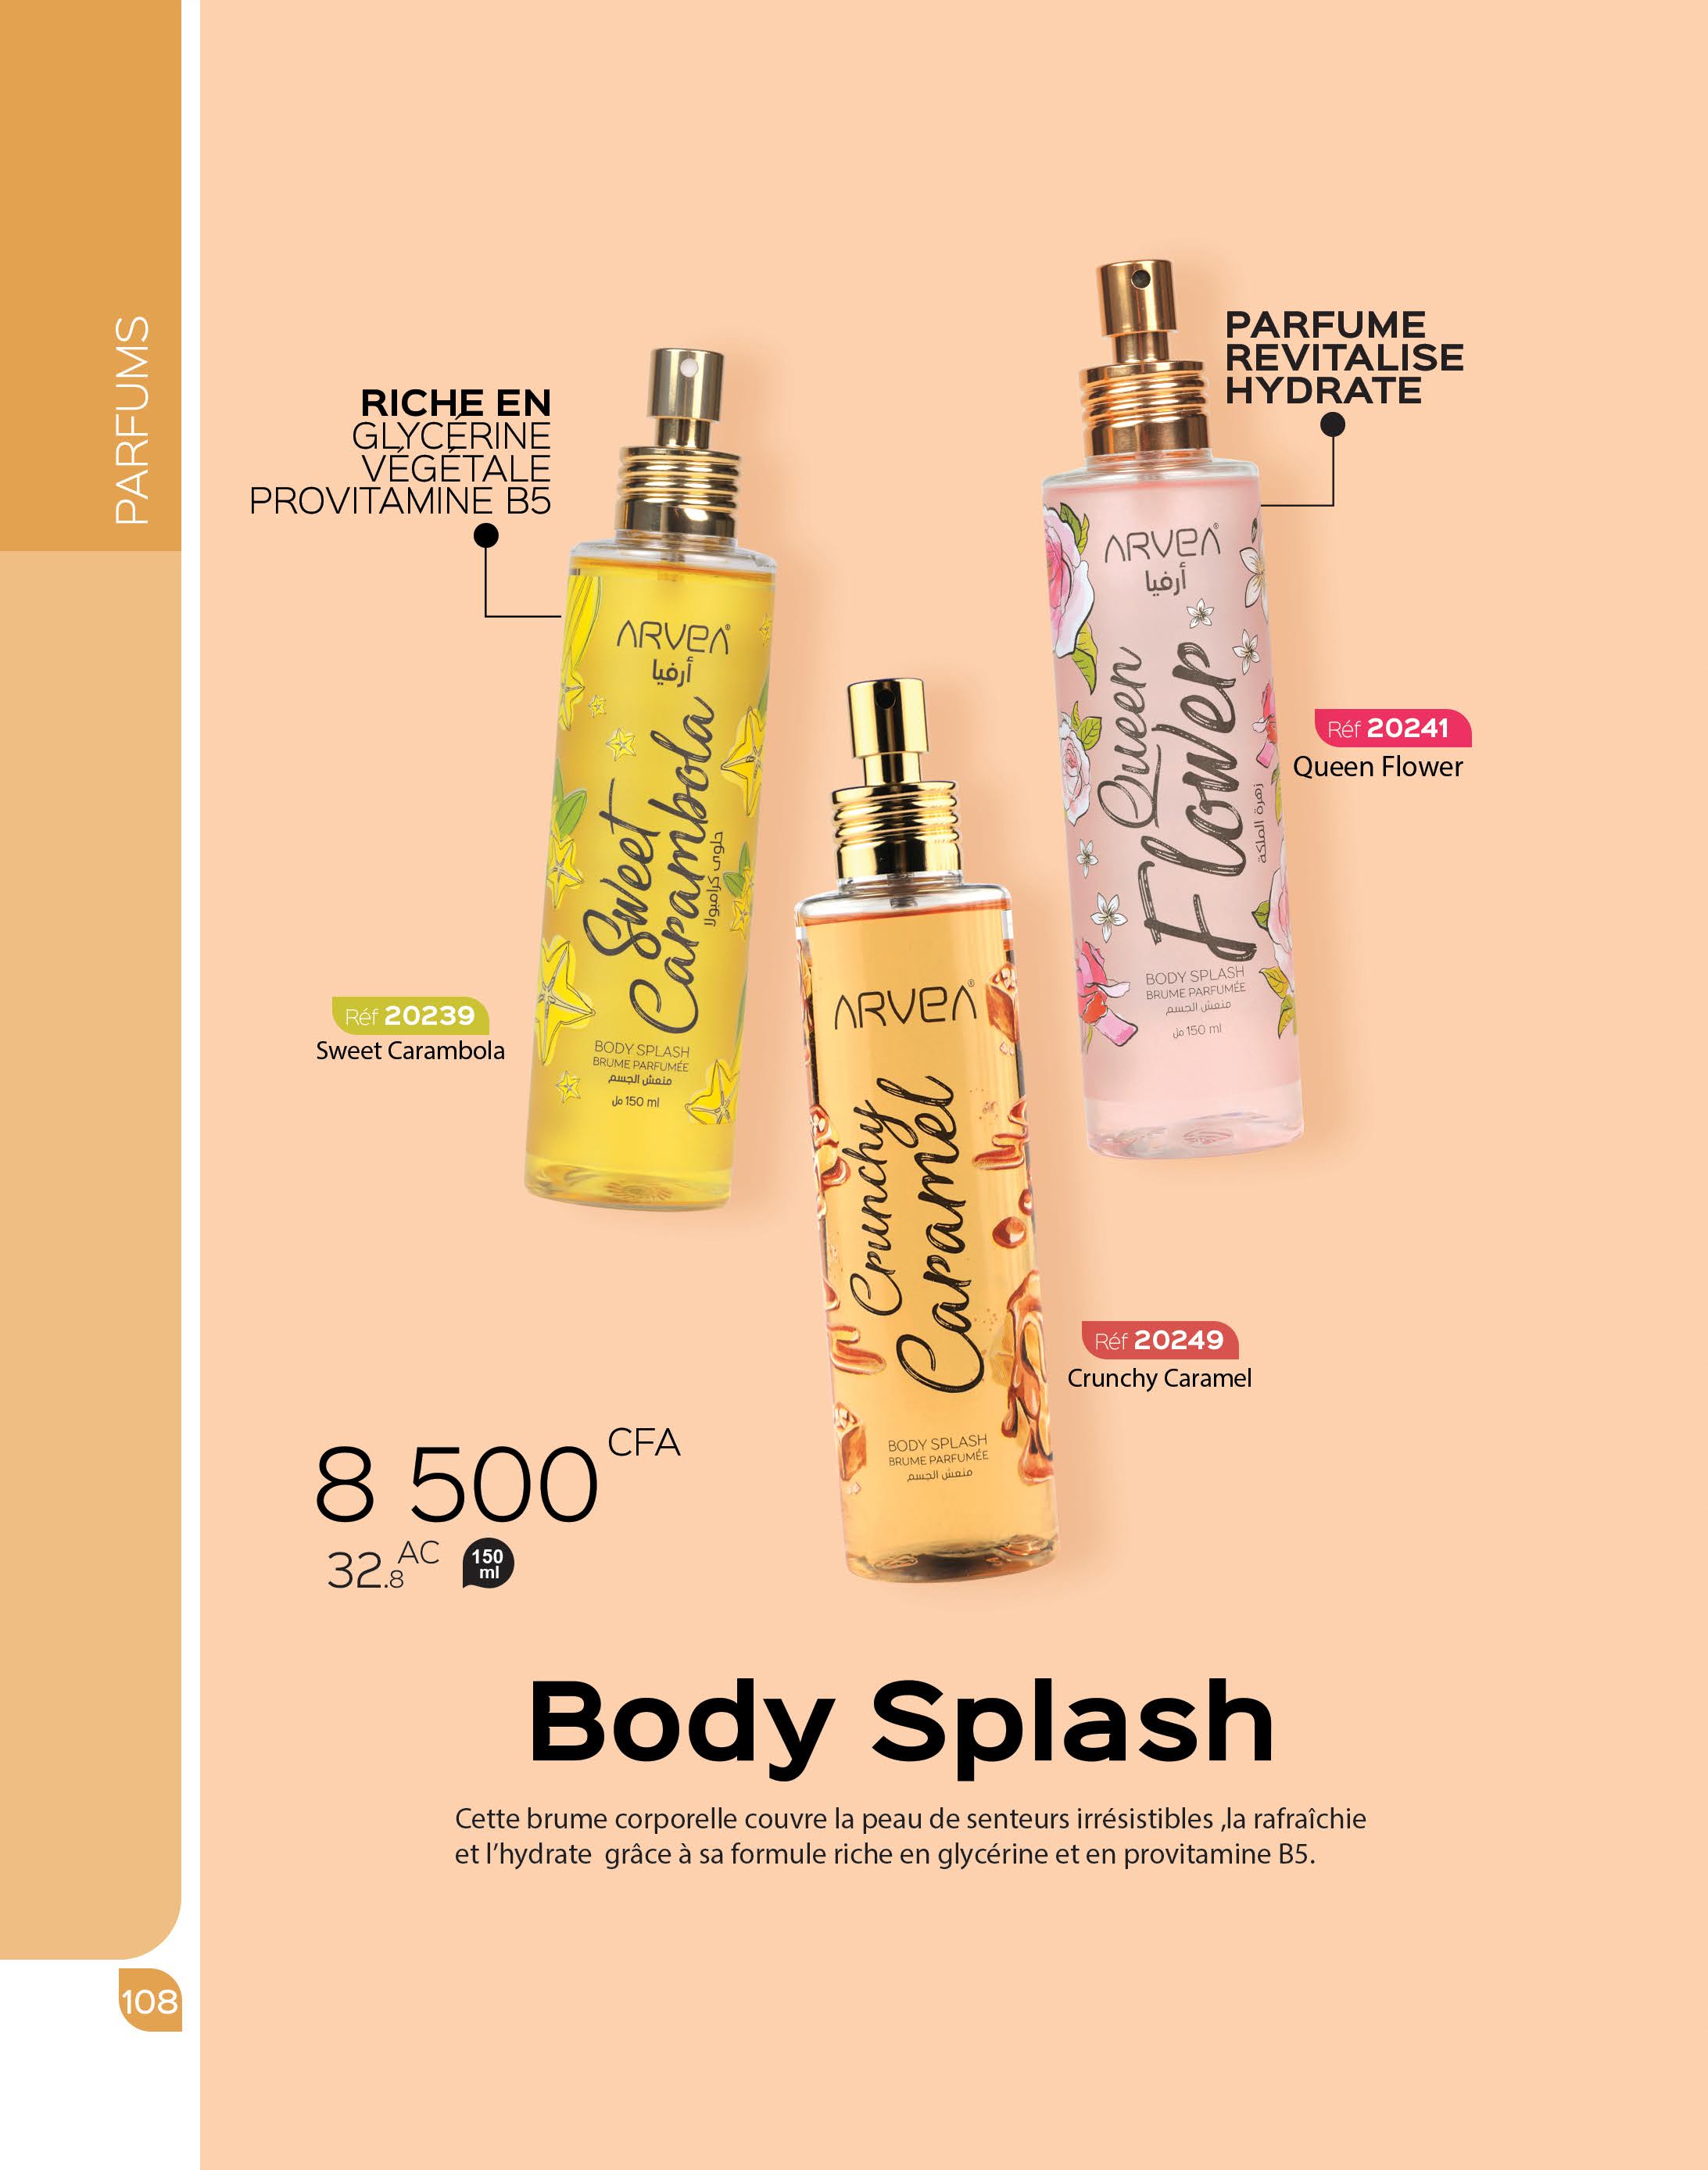 PARFUMS
RICHE EN
GLYCÉRINE
VÉGÉTALE
PROVITAMINE B5
PARFUME
REVITALISE
HYDRATE
ARVEA®
أرفيا
Sweet
Carambola
حلوى كرامبولا
BODY SPLASH
BRUME PARFUMÉE
منعش الجسم
150 ml مل
Réf 20239
Sweet Carambola
ARVEA®
أرفيا
Queen
Flower
زهرة الملكة
BODY SPLASH
BRUME PARFUMÉE
منعش الجسم
150 ml مل
Réf 20241
Queen Flower
ARVEA®
Crunchy
Caramel
BODY SPLASH
BRUME PARFUMÉE
منعش الجسم
Réf 20249
Crunchy Caramel
8 500 CFA
32.8 AC
150
ml
Body Splash
Cette brume corporelle couvre la peau de senteurs irrésistibles ,la rafraîchie
et l’hydrate grâce à sa formule riche en glycérine et en provitamine B5.
108